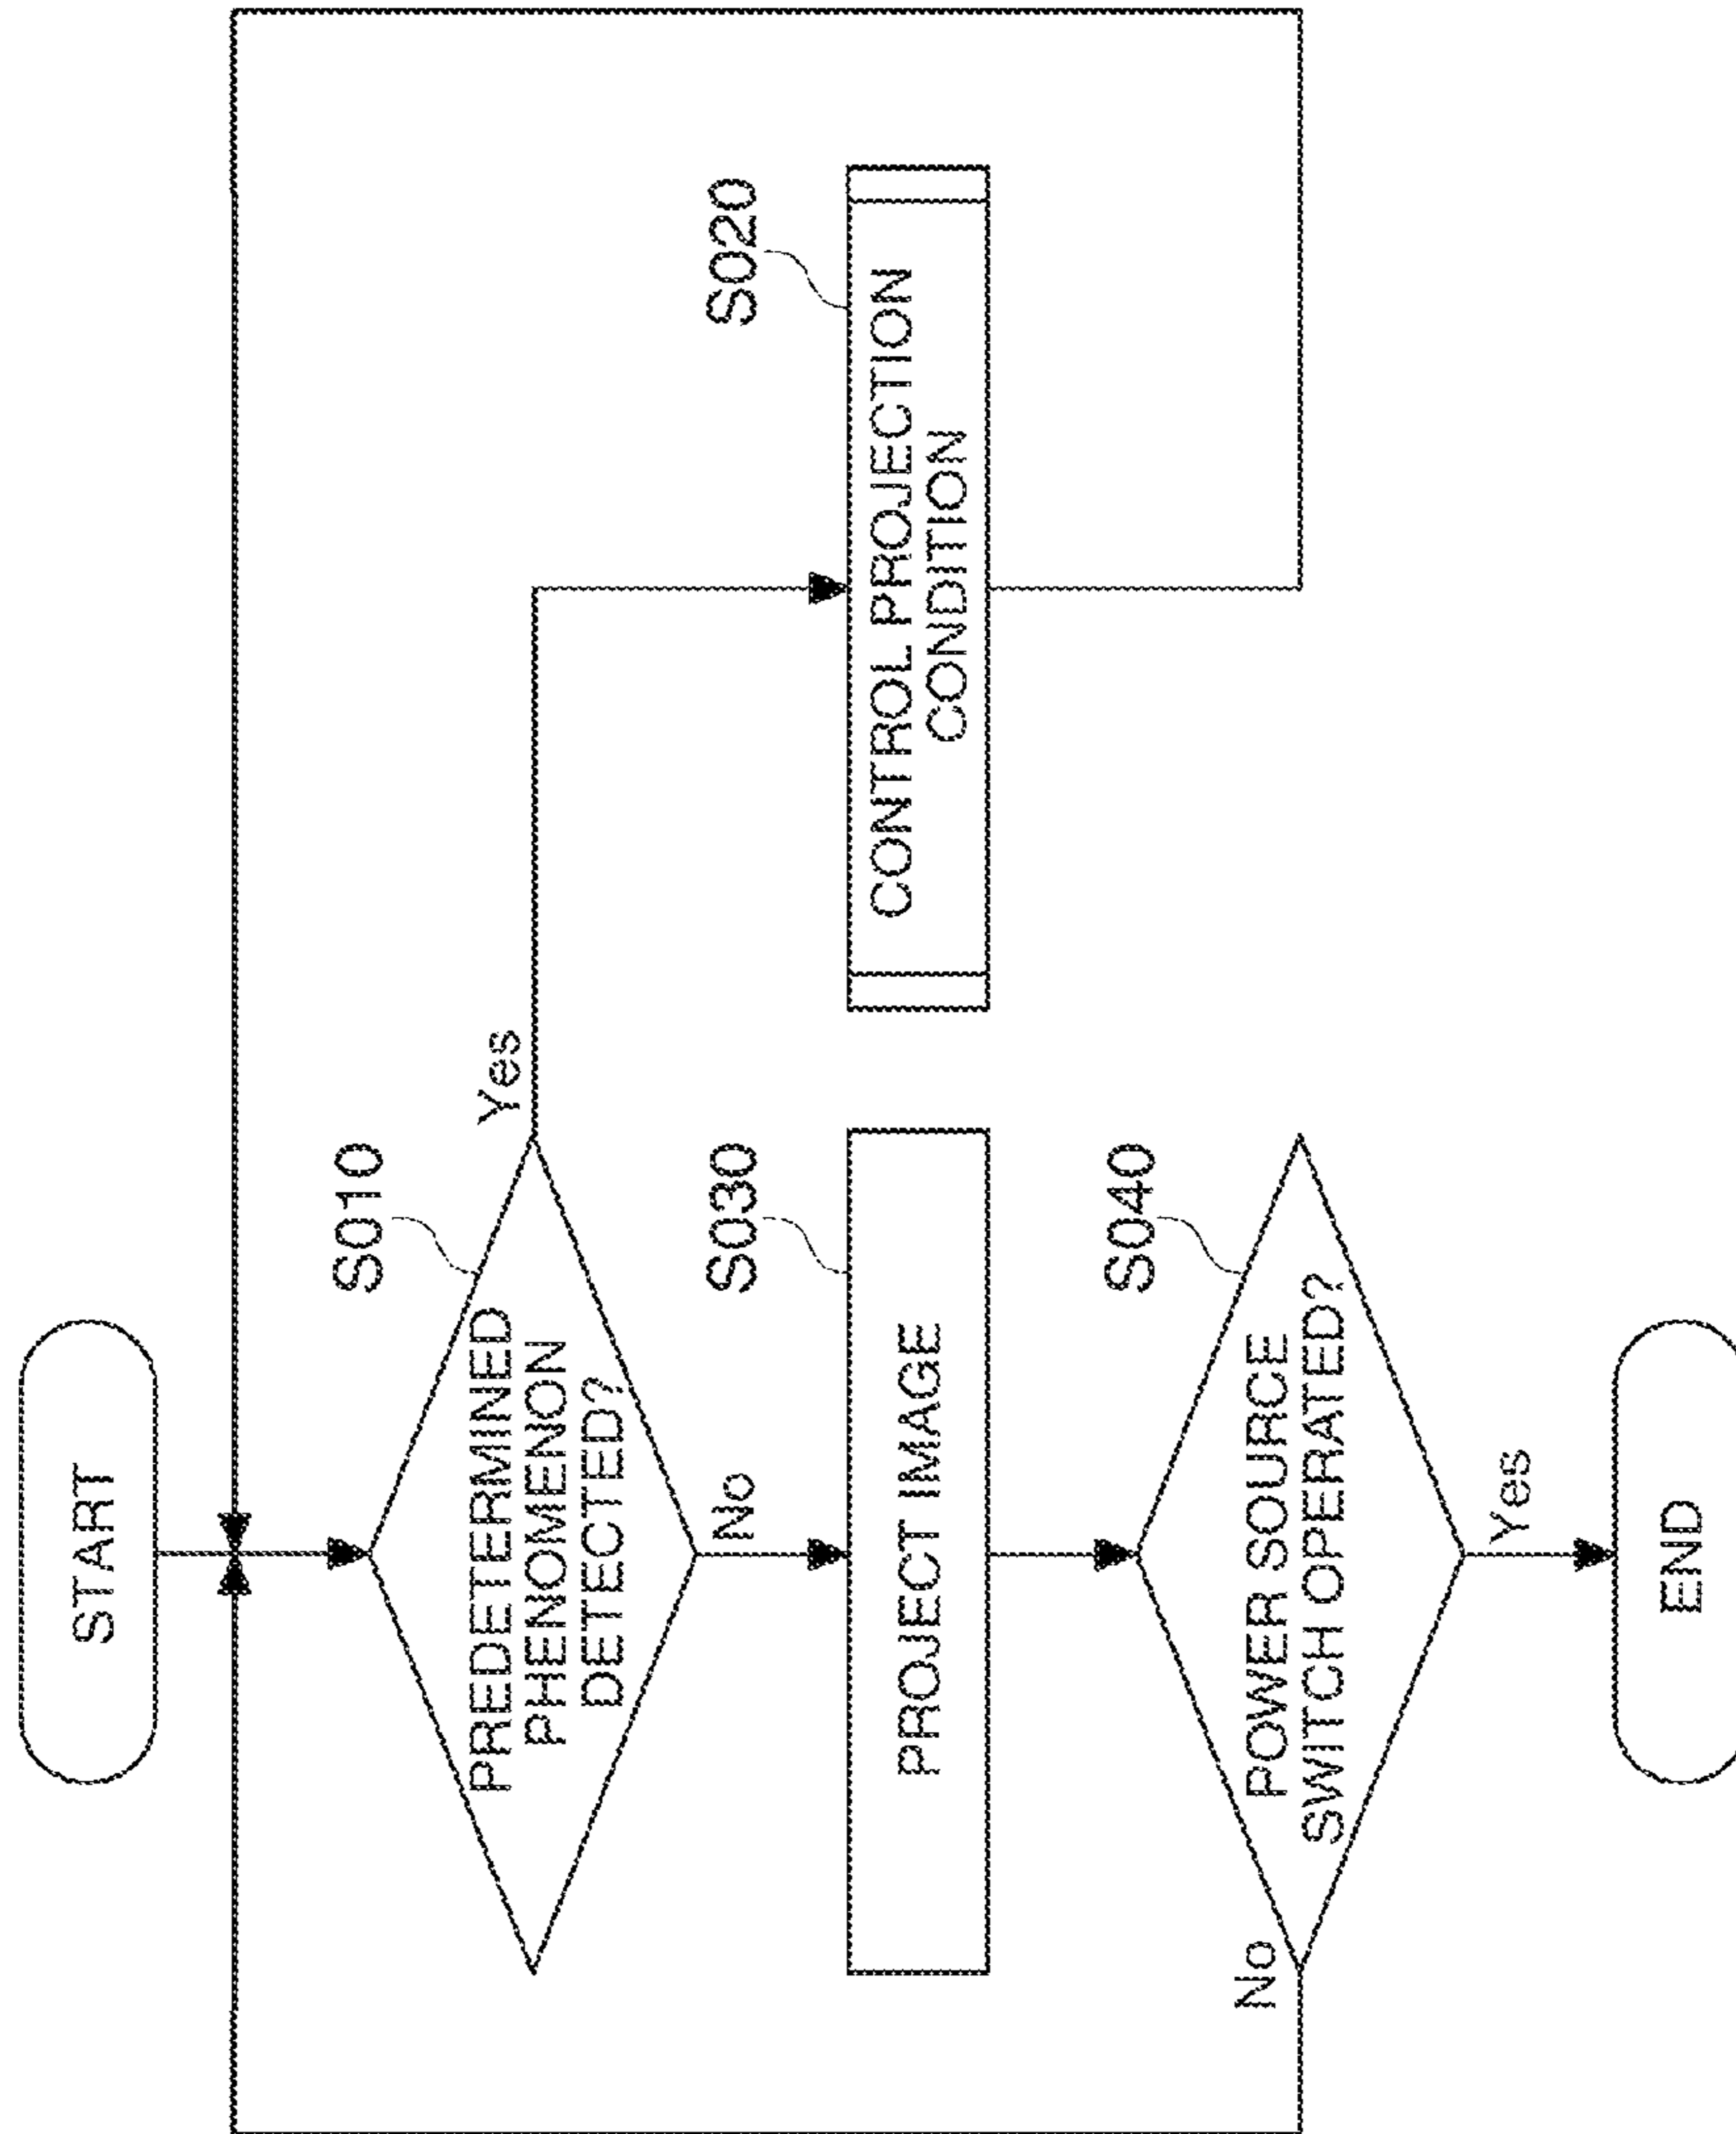 START
S010
PREDETERMINED
PHENOMENON
DETECTED?
Yes
No
S020
CONTROL PROJECTION
CONDITION
S030
PROJECT IMAGE
S040
POWER SOURCE
SWITCH OPERATED?
No
Yes
END